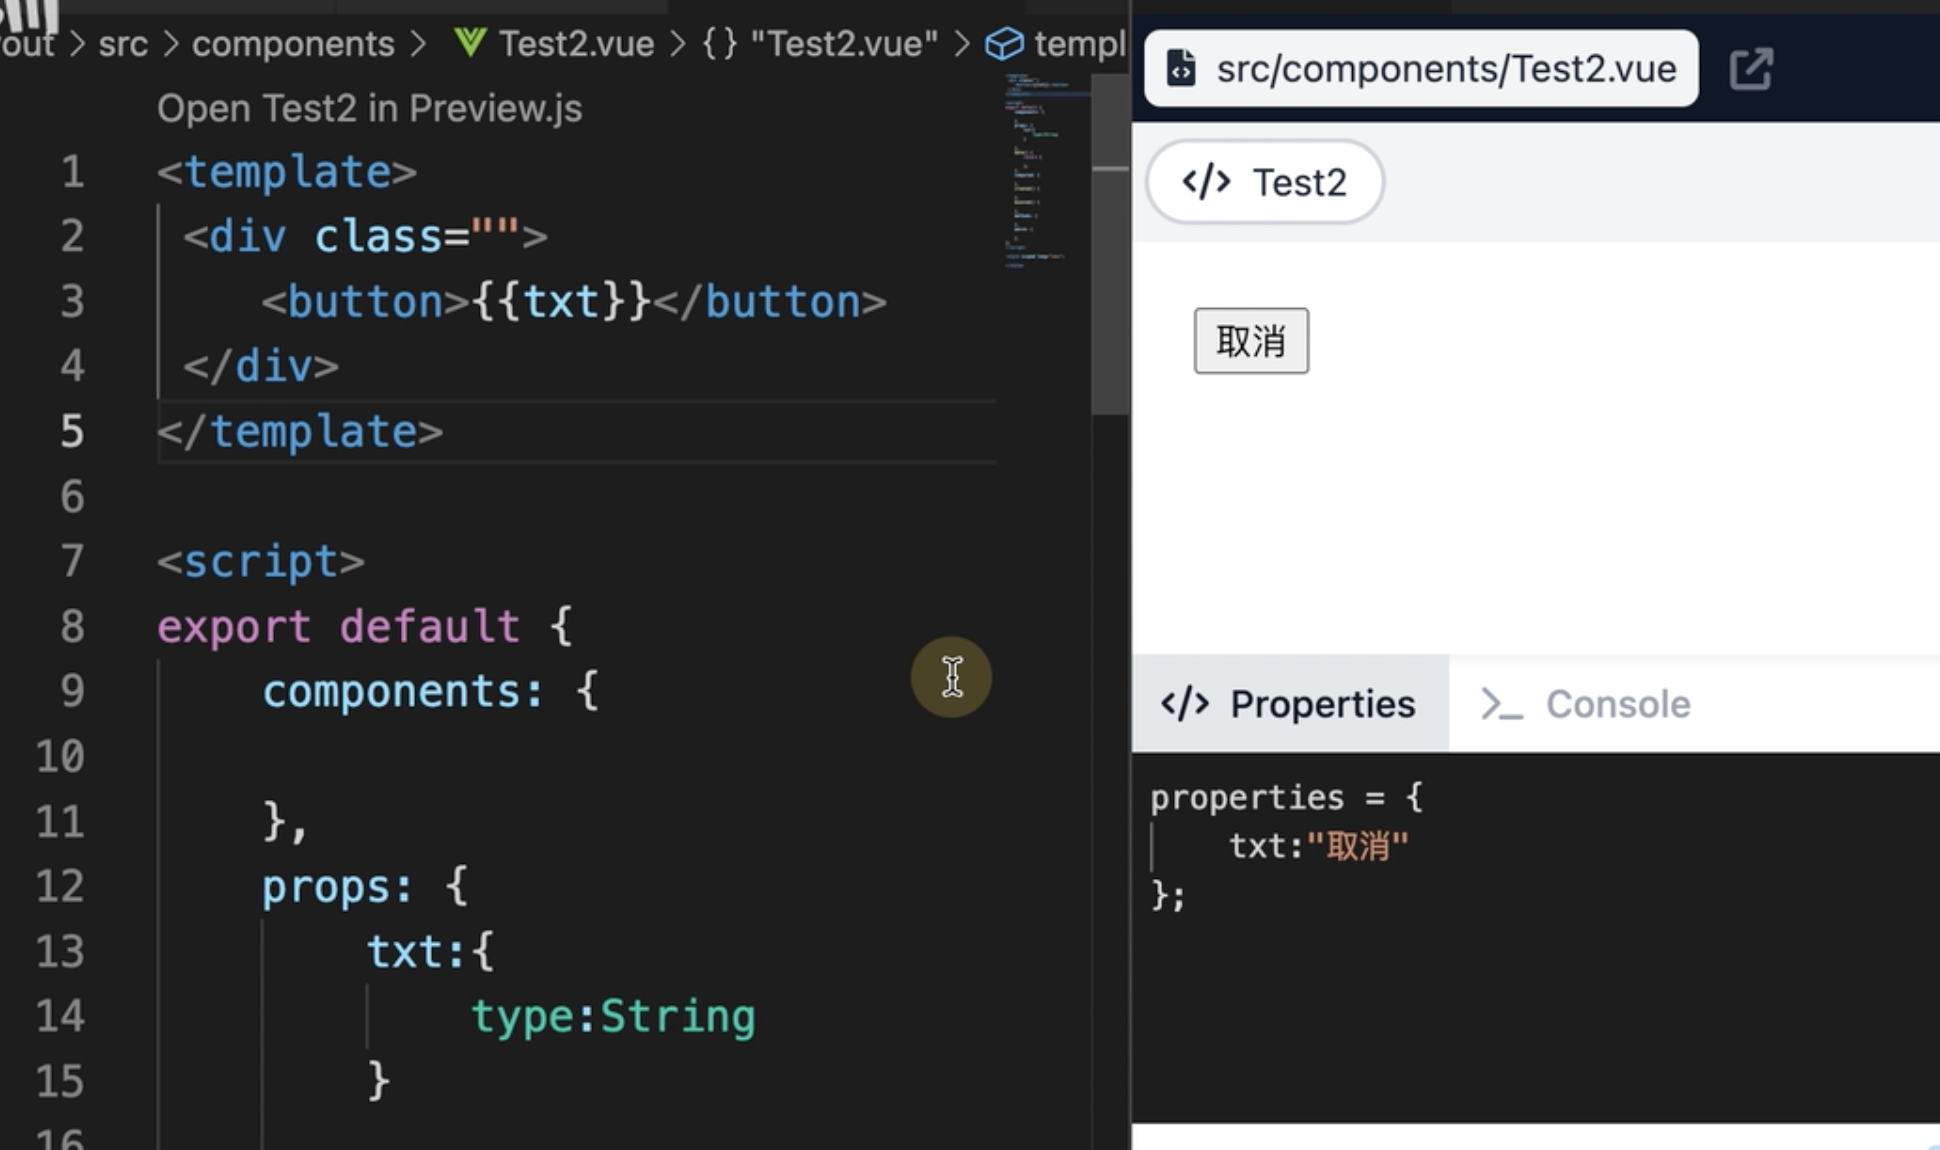 out > src > components > Test2.vue > {} "Test2.vue" > templ
Open Test2 in Preview.js
1 <template>
2 <div class="">
3 <button>{{txt}}</button>
4 </div>
5 </template>
6
7 <script>
8 export default {
9 components: {
10
11 },
12 props: {
13 txt:{
14 type:String
15 }
16
src/components/Test2.vue
</> Test2
取消
</> Properties
>_ Console
properties = {
txt:"取消"
};